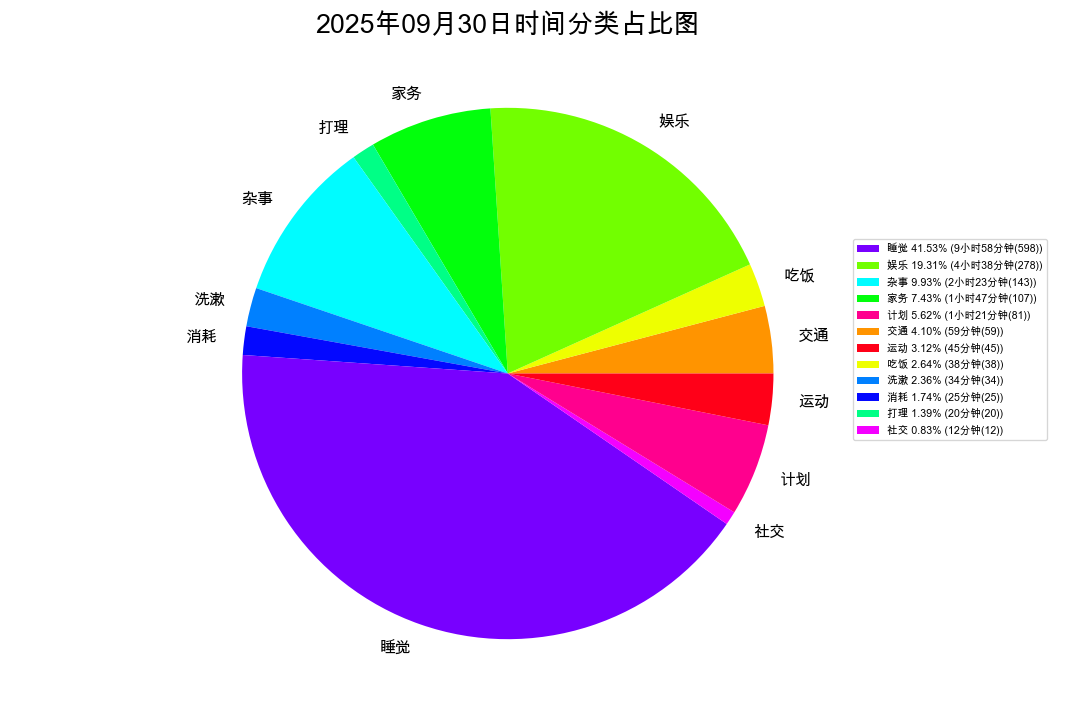 2025年09月30日时间分类占比图
家务
娱乐
打理
杂事
吃饭
洗漱
交通
消耗
运动
计划
社交
睡觉
睡觉 41.53% (9小时58分钟(598))
娱乐 19.31% (4小时38分钟(278))
杂事 9.93% (2小时23分钟(143))
家务 7.43% (1小时47分钟(107))
计划 5.62% (1小时21分钟(81))
交通 4.10% (59分钟(59))
运动 3.12% (45分钟(45))
吃饭 2.64% (38分钟(38))
洗漱 2.36% (34分钟(34))
消耗 1.74% (25分钟(25))
打理 1.39% (20分钟(20))
社交 0.83% (12分钟(12))